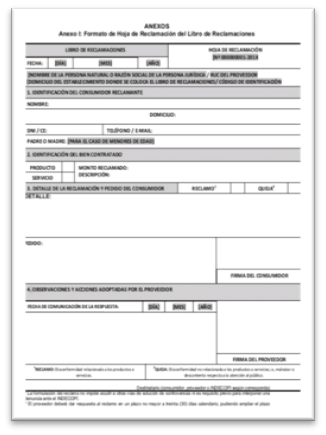 ANEXOS
Anexo I: Formato de Hoja de Reclamación del Libro de Reclamaciones
LIBRO DE RECLAMACIONES
HOJA DE RECLAMACIÓN
FECHA: [DÍA] [MES] [AÑO]
[Nº 000000001-201X]
[NOMBRE DE LA PERSONA NATURAL O RAZÓN SOCIAL DE LA PERSONA JURÍDICA / RUC DEL PROVEEDOR
[DOMICILIO DEL ESTABLECIMIENTO DONDE SE COLOCA EL LIBRO DE RECLAMACIONES/ CÓDIGO DE IDENTIFICACIÓN
1. IDENTIFICACIÓN DEL CONSUMIDOR RECLAMANTE
NOMBRE:
DOMICILIO:
DNI / CE: TELÉFONO / E-MAIL:
PADRE O MADRE: [PARA EL CASO DE MENORES DE EDAD]
2. IDENTIFICACIÓN DEL BIEN CONTRATADO
PRODUCTO MONTO RECLAMADO:
SERVICIO DESCRIPCIÓN:
3. DETALLE DE LA RECLAMACIÓN Y PEDIDO DEL CONSUMIDOR RECLAMO¹ QUEJA²
DETALLE:
PEDIDO:
FIRMA DEL CONSUMIDOR
4. OBSERVACIONES Y ACCIONES ADOPTADAS POR EL PROVEEDOR
FECHA DE COMUNICACIÓN DE LA RESPUESTA: [DÍA] [MES] [AÑO]
FIRMA DEL PROVEEDOR
¹RECLAMO: Disconformidad relacionada a los productos o servicios.
²QUEJA: Disconformidad no relacionada a los productos o servicios; o, malestar o descontento respecto a la atención al público.
Destinatario (consumidor, proveedor o INDECOPI según corresponda)
* La formulación del reclamo no impide acudir a otras vías de solución de controversias ni es requisito previo para interponer una denuncia ante el INDECOPI.
* El proveedor deberá dar respuesta al reclamo en un plazo no mayor a treinta (30) días calendario, pudiendo ampliar el plazo